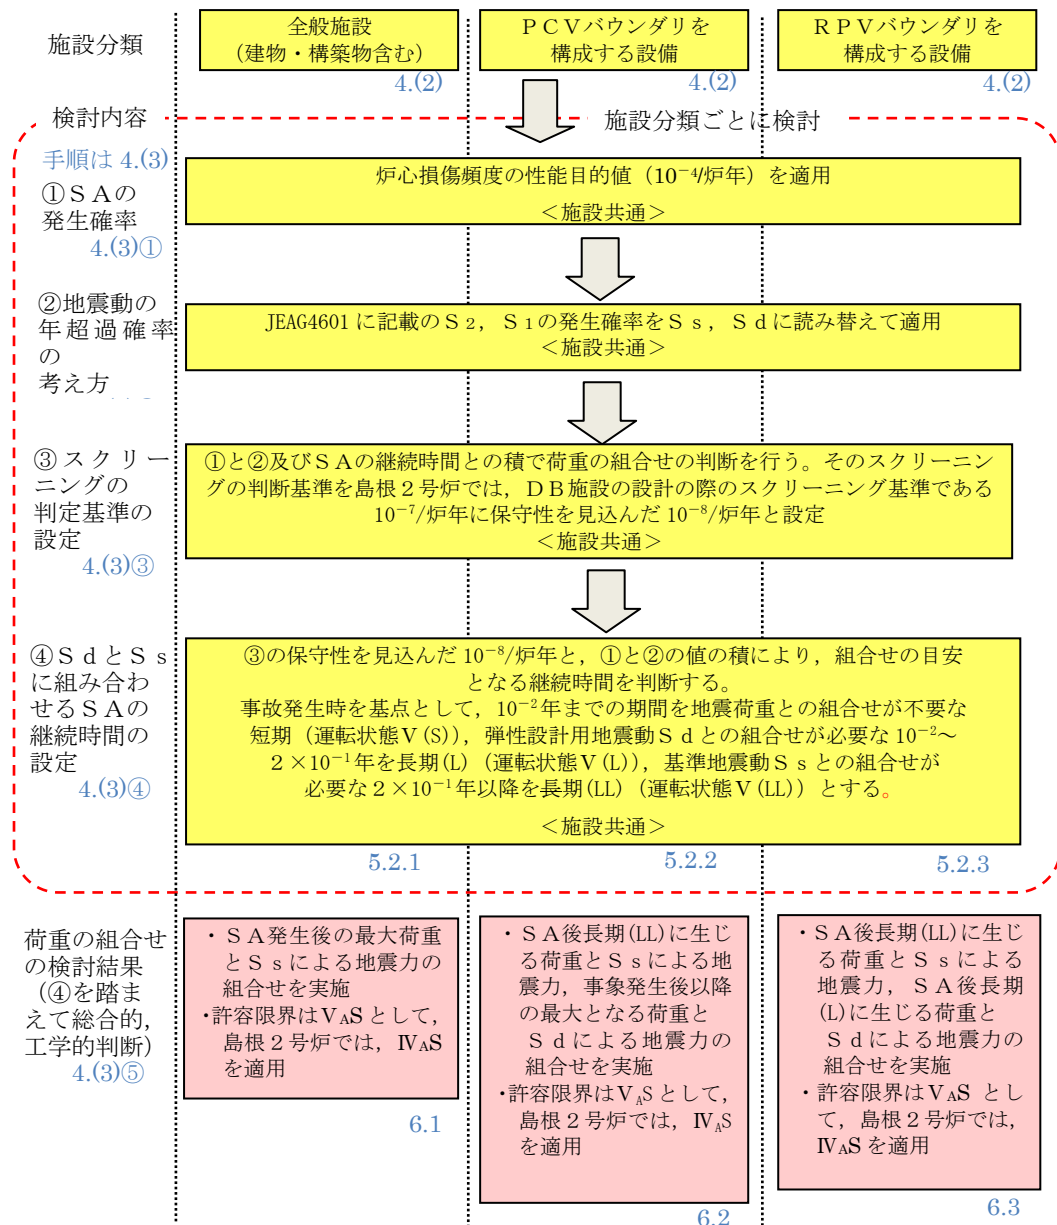 施設分類
全般施設
(建物・構築物含む)
4.(2)
ＰＣＶバウンダリを
構成する設備
4.(2)
ＲＰＶバウンダリを
構成する設備
4.(2)
検討内容
施設分類ごとに検討
手順は 4.(3)
①ＳＡの
発生確率
4.(3)①
炉心損傷頻度の性能目的値（10⁻⁴/炉年）を適用
＜施設共通＞
②地震動の
年超過確率
の
考え方
JEAG4601 に記載のＳ₂，Ｓ₁の発生確率をＳｓ，Ｓｄに読み替えて適用
＜施設共通＞
③スクリー
ニングの
判定基準の
設定
4.(3)③
①と②及びＳＡの継続時間との積で荷重の組合せの判断を行う。そのスクリーニン
グの判断基準を島根２号炉では，ＤＢ施設の設計の際のスクリーニング基準である
10⁻⁷/炉年に保守性を見込んだ 10⁻⁸/炉年と設定
＜施設共通＞
④ＳｄとＳｓ
に組み合わ
せるＳＡの
継続時間の
設定
4.(3)④
③の保守性を見込んだ 10⁻⁸/炉年と，①と②の値の積により，組合せの目安
となる継続時間を判断する。
事故発生時を基点として，10⁻²年までの期間を地震荷重との組合せが不要な
短期（運転状態Ｖ(S)），弾性設計用地震動Ｓｄとの組合せが必要な 10⁻²～
２×10⁻¹年を長期(L)（運転状態Ｖ(L)），基準地震動Ｓｓとの組合せが
必要な２×10⁻¹年以降を長期(LL)（運転状態Ｖ(LL)）とする。
＜施設共通＞
5.2.1
5.2.2
5.2.3
荷重の組合せ
の検討結果
（④を踏ま
えて総合的，
工学的判断）
4.(3)⑤
・ＳＡ発生後の最大荷重
とＳｓによる地震力の
組合せを実施
・許容限界はⅤAS として，
島根２号炉では，ⅣAS
を適用
6.1
・ＳＡ後長期(LL)に生じ
る荷重とＳｓによる地
震力，事象発生後以降
の最大となる荷重と
Ｓｄによる地震力の
組合せを実施
・許容限界はⅤAS として，
島根２号炉では，ⅣAS
を適用
6.2
・ＳＡ後長期(LL)に生じ
る荷重とＳｓによる
地震力，ＳＡ後長期
(L)に生じる荷重と
Ｓｄによる地震力の
組合せを実施
・許容限界はⅤAS とし
て，島根２号炉では，
ⅣAS を適用
6.3